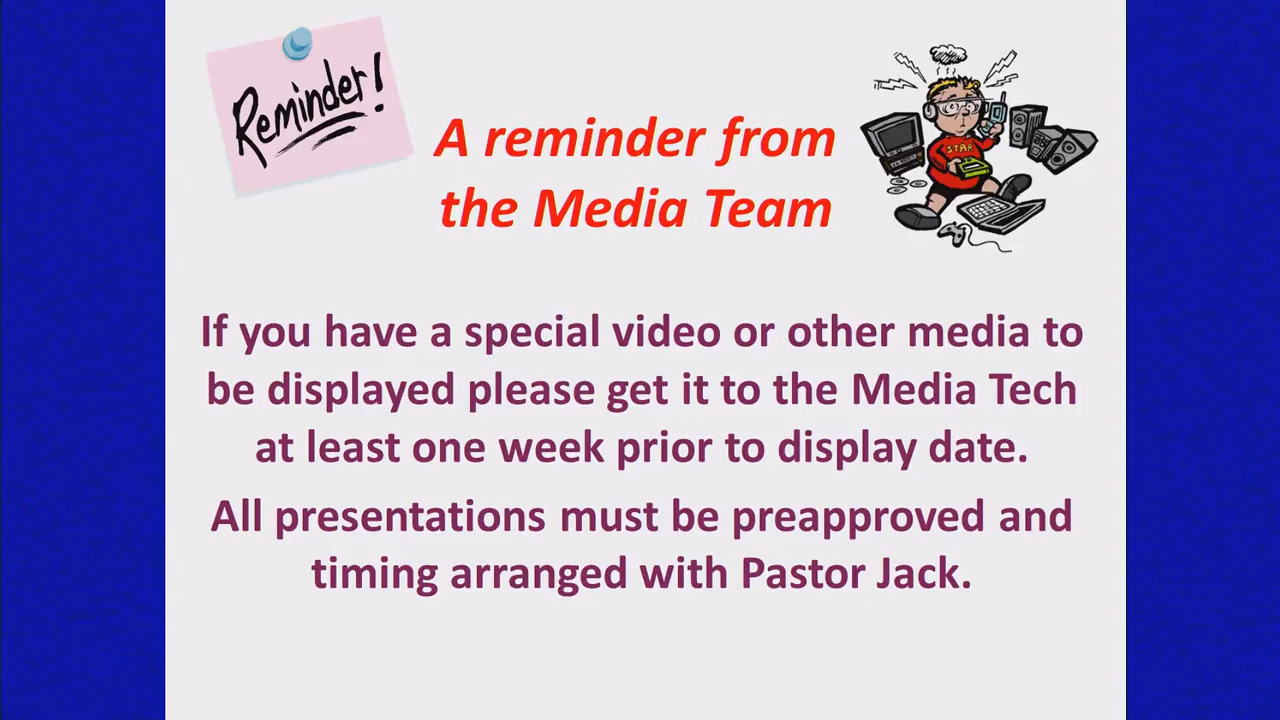 Reminder!
A reminder from
the Media Team
STAR
If you have a special video or other media to
be displayed please get it to the Media Tech
at least one week prior to display date.
All presentations must be preapproved and
timing arranged with Pastor Jack.